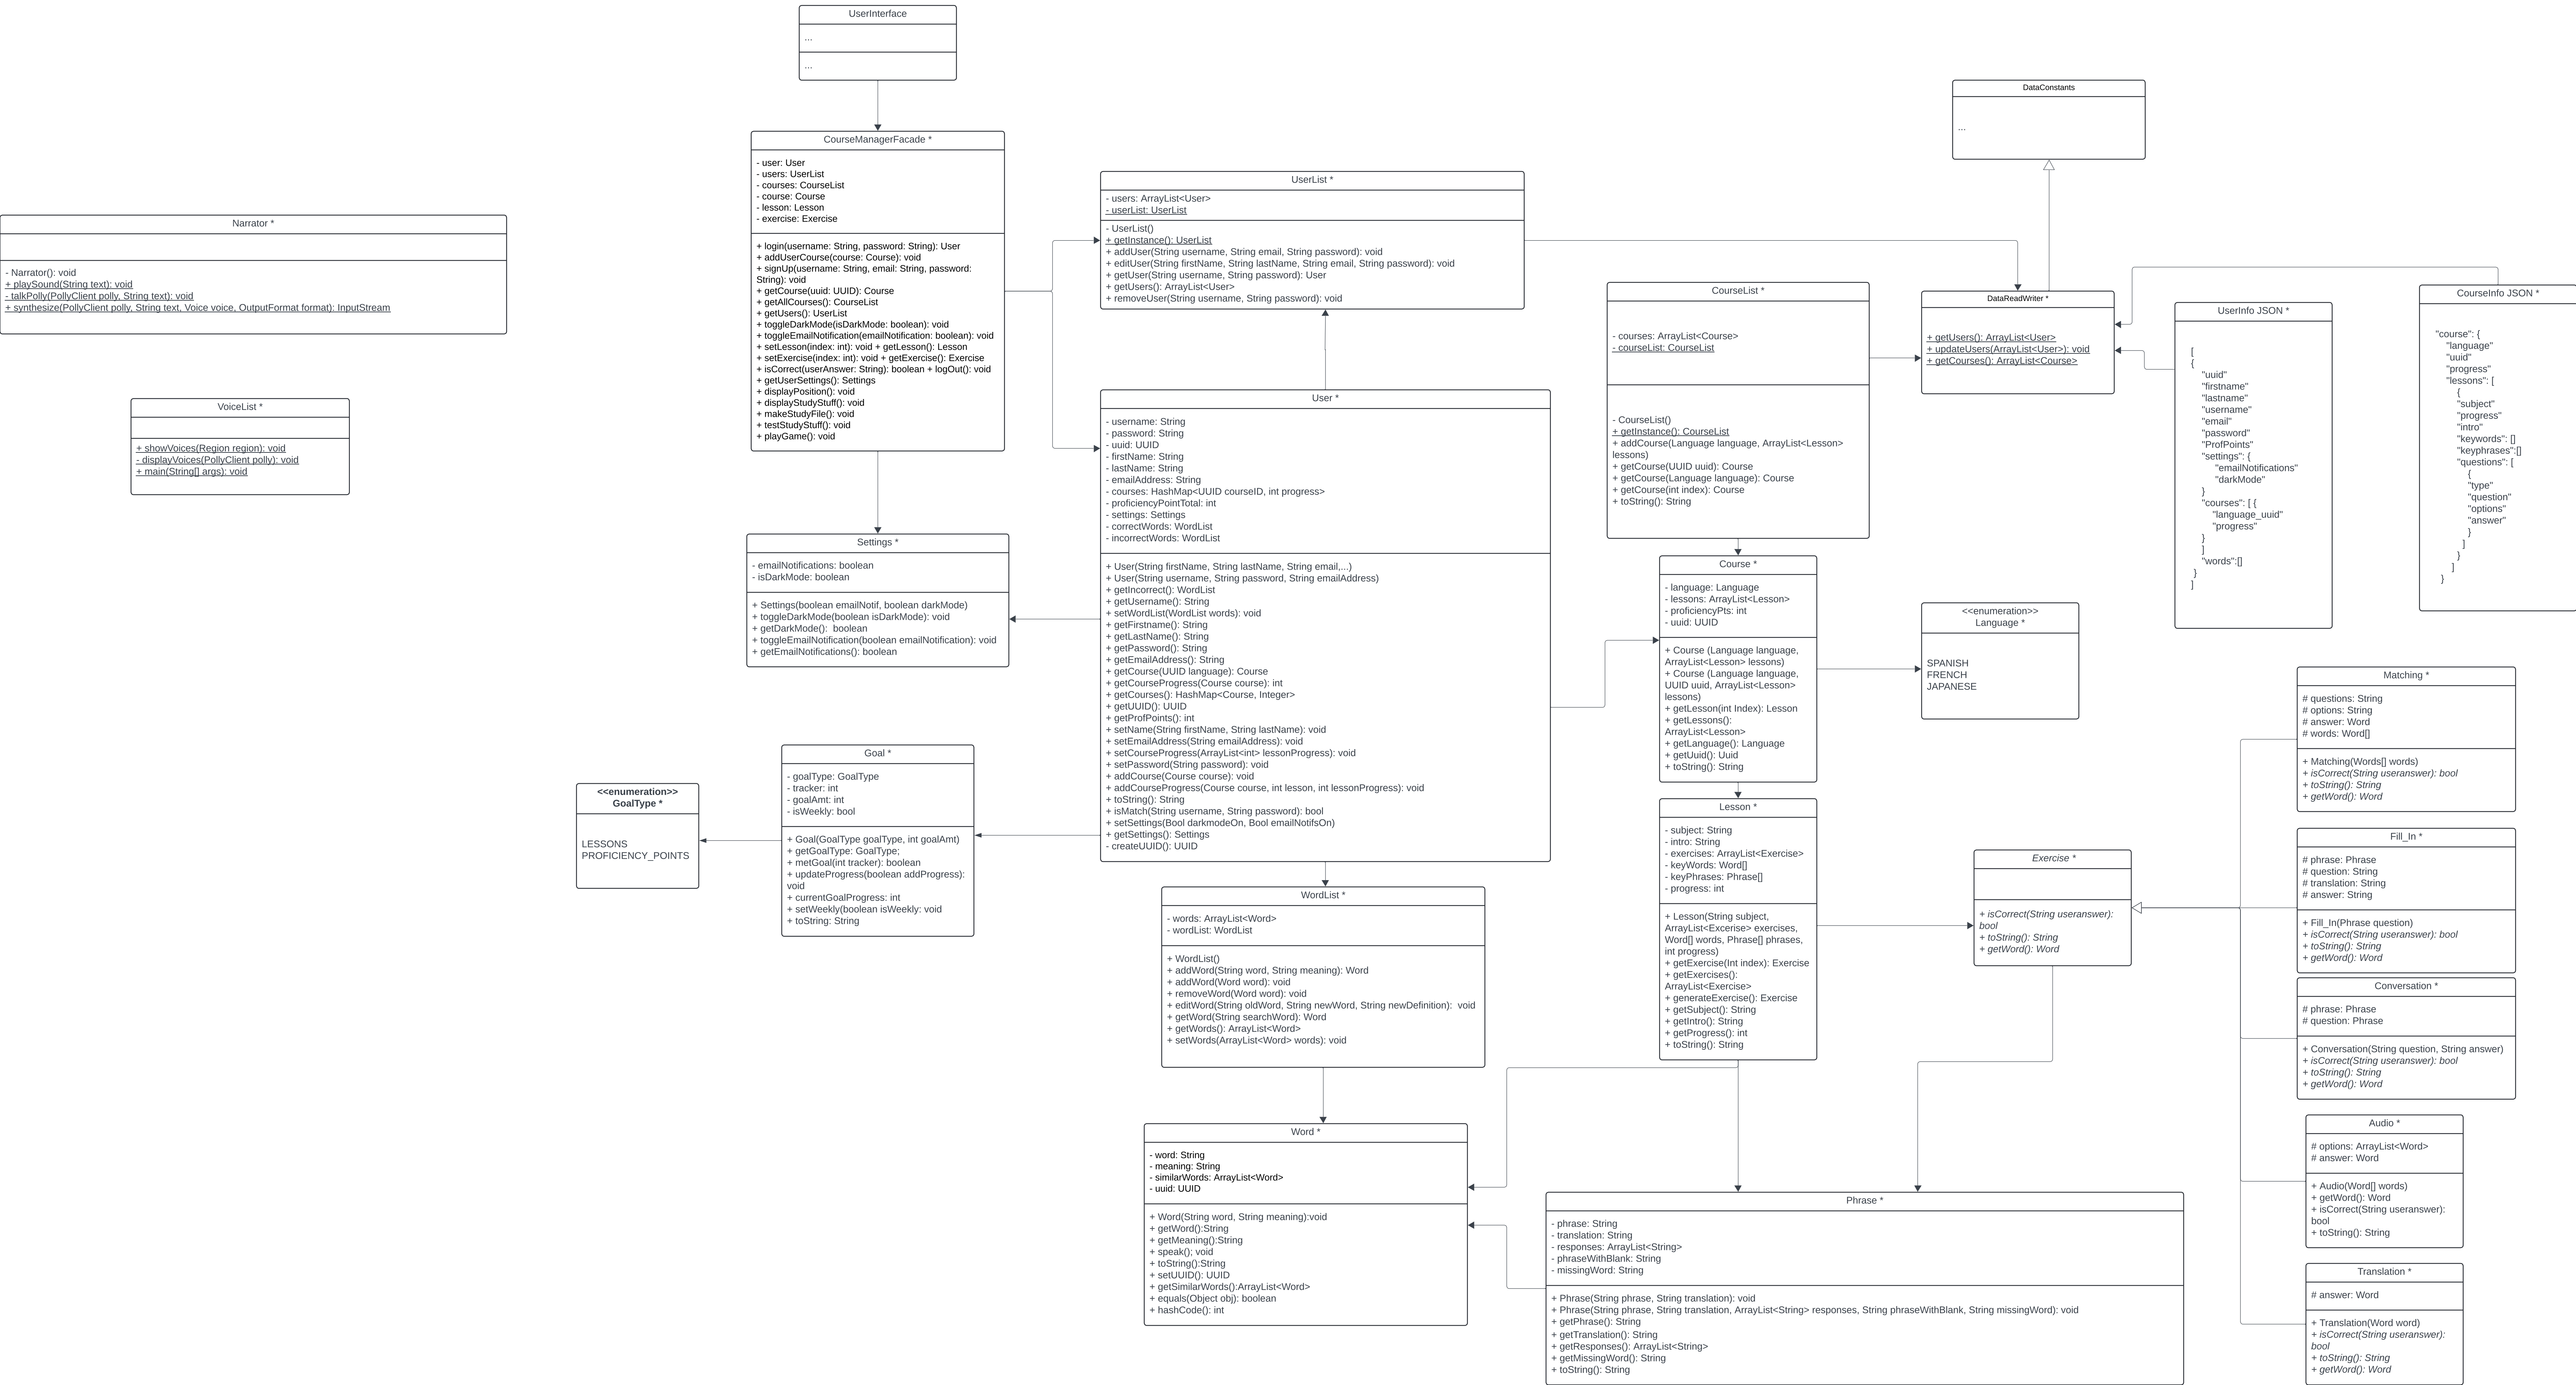 UserInterface
...
...
CourseManagerFacade *
- user: User
- users: UserList
- courses: CourseList
- course: Course
- lesson: Lesson
- exercise: Exercise
+ login(username: String, password: String): User
+ addUserCourse(course: Course): void
+ signUp(username: String, email: String, password:
String): void
+ getCourse(uuid: UUID): Course
+ getAllCourses(): CourseList
+ getUsers(): UserList
+ toggleDarkMode(isDarkMode: boolean): void
+ toggleEmailNotification(emailNotification: boolean): void
+ setLesson(index: int): void + getLesson(): Lesson
+ setExercise(index: int): void + getExercise(): Exercise
+ isCorrect(userAnswer: String): boolean + logOut(): void
+ getUserSettings(): Settings
+ displayPosition(): void
+ displayStudyStuff(): void
+ makeStudyFile(): void
+ testStudyStuff(): void
+ playGame(): void
Narrator *
- Narrator(): void
+ playSound(String text): void
- talkPolly(PollyClient polly, String text): void
+ synthesize(PollyClient polly, String text, Voice voice, OutputFormat format): InputStream
VoiceList *
+ showVoices(Region region): void
- displayVoices(PollyClient polly): void
+ main(String[] args): void
UserList *
- users: ArrayList<User>
- userList: UserList
- UserList()
+ getInstance(): UserList
+ addUser(String username, String email, String password): void
+ editUser(String firstName, String lastName, String email, String password): void
+ getUser(String username, String password): User
+ getUsers(): ArrayList<User>
+ removeUser(String username, String password): void
DataConstants
...
DataReadWriter *
+ getUsers(): ArrayList<User>
+ updateUsers(ArrayList<User>): void
+ getCourses(): ArrayList<Course>
UserInfo JSON *
[
{
"uuid"
"firstname"
"lastname"
"username"
"email"
"password"
"ProfPoints"
"settings": {
"emailNotifications"
"darkMode"
}
"courses": [ {
"language_uuid"
"progress"
}
]
"words":[]
}
]
CourseInfo JSON *
"course": {
"language"
"uuid"
"progress"
"lessons": [
{
"subject"
"progress"
"intro"
"keywords": []
"keyphrases":[]
"questions": [
{
"type"
"question"
"options"
"answer"
}
]
}
]
}
CourseList *
- courses: ArrayList<Course>
- courseList: CourseList
- CourseList()
+ getInstance(): CourseList
+ addCourse(Language language, ArrayList<Lesson>
lessons)
+ getCourse(UUID uuid): Course
+ getCourse(Language language): Course
+ getCourse(int index): Course
+ toString(): String
User *
- username: String
- password: String
- uuid: UUID
- firstName: String
- lastName: String
- emailAddress: String
- courses: HashMap<UUID courseID, int progress>
- proficiencyPointTotal: int
- settings: Settings
- correctWords: WordList
- incorrectWords: WordList
+ User(String firstName, String lastName, String email,...)
+ User(String username, String password, String emailAddress)
+ getIncorrect(): WordList
+ getUsername(): String
+ setWordList(WordList words): void
+ getFirstname(): String
+ getLastName(): String
+ getPassword(): String
+ getEmailAddress(): String
+ getCourse(UUID language): Course
+ getCourseProgress(Course course): int
+ getCourses(): HashMap<Course, Integer>
+ getUUID(): UUID
+ getProfPoints(): int
+ setName(String firstName, String lastName): void
+ setEmailAddress(String emailAddress): void
+ setCourseProgress(ArrayList<int> lessonProgress): void
+ setPassword(String password): void
+ addCourse(Course course): void
+ addCourseProgress(Course course, int lesson, int lessonProgress): void
+ toString(): String
+ isMatch(String username, String password): bool
+ setSettings(Bool darkmodeOn, Bool emailNotifsOn)
+ getSettings(): Settings
- createUUID(): UUID
Settings *
- emailNotifications: boolean
- isDarkMode: boolean
+ Settings(boolean emailNotif, boolean darkMode)
+ toggleDarkMode(boolean isDarkMode): void
+ getDarkMode():  boolean
+ toggleEmailNotification(boolean emailNotification): void
+ getEmailNotifications(): boolean
Course *
- language: Language
- lessons: ArrayList<Lesson>
- proficiencyPts: int
- uuid: UUID
+ Course (Language language,
ArrayList<Lesson> lessons)
+ Course (Language language,
UUID uuid, ArrayList<Lesson>
lessons)
+ getLesson(int Index): Lesson
+ getLessons():
ArrayList<Lesson>
+ getLanguage(): Language
+ getUuid(): Uuid
+ toString(): String
<<enumeration>>
Language *
SPANISH
FRENCH
JAPANESE
Goal *
- goalType: GoalType
- tracker: int
- goalAmt: int
- isWeekly: bool
+ Goal(GoalType goalType, int goalAmt)
+ getGoalType: GoalType;
+ metGoal(int tracker): boolean
+ updateProgress(boolean addProgress):
void
+ currentGoalProgress: int
+ setWeekly(boolean isWeekly: void
+ toString: String
<<enumeration>>
GoalType *
LESSONS
PROFICIENCY_POINTS
WordList *
- words: ArrayList<Word>
- wordList: WordList
+ WordList()
+ addWord(String word, String meaning): Word
+ addWord(Word word): void
+ removeWord(Word word): void
+ editWord(String oldWord, String newWord, String newDefinition):  void
+ getWord(String searchWord): Word
+ getWords(): ArrayList<Word>
+ setWords(ArrayList<Word> words): void
Lesson *
- subject: String
- intro: String
- exercises: ArrayList<Exercise>
- keyWords: Word[]
- keyPhrases: Phrase[]
- progress: int
+ Lesson(String subject,
ArrayList<Excerise> exercises,
Word[] words, Phrase[] phrases,
int progress)
+ getExercise(Int index): Exercise
+ getExercises():
ArrayList<Exercise>
+ generateExercise(): Exercise
+ getSubject(): String
+ getIntro(): String
+ getProgress(): int
+ toString(): String
Exercise *
+ isCorrect(String useranswer):
bool
+ toString(): String
+ getWord(): Word
Matching *
# questions: String
# options: String
# answer: Word
# words: Word[]
+ Matching(Words[] words)
+ isCorrect(String useranswer): bool
+ toString(): String
+ getWord(): Word
Fill_In *
# phrase: Phrase
# question: String
# translation: String
# answer: String
+ Fill_In(Phrase question)
+ isCorrect(String useranswer): bool
+ toString(): String
+ getWord(): Word
Conversation *
# phrase: Phrase
# question: Phrase
+ Conversation(String question, String answer)
+ isCorrect(String useranswer): bool
+ toString(): String
+ getWord(): Word
Audio *
# options: ArrayList<Word>
# answer: Word
+ Audio(Word[] words)
+ getWord(): Word
+ isCorrect(String useranswer):
bool
+ toString(): String
Translation *
# answer: Word
+ Translation(Word word)
+ isCorrect(String useranswer):
bool
+ toString(): String
+ getWord(): Word
Word *
- word: String
- meaning: String
- similarWords: ArrayList<Word>
- uuid: UUID
+ Word(String word, String meaning):void
+ getWord():String
+ getMeaning():String
+ speak(); void
+ toString():String
+ setUUID(): UUID
+ getSimilarWords():ArrayList<Word>
+ equals(Object obj): boolean
+ hashCode(): int
Phrase *
- phrase: String
- translation: String
- responses: ArrayList<String>
- phraseWithBlank: String
- missingWord: String
+ Phrase(String phrase, String translation): void
+ Phrase(String phrase, String translation, ArrayList<String> responses, String phraseWithBlank, String missingWord): void
+ getPhrase(): String
+ getTranslation(): String
+ getResponses(): ArrayList<String>
+ getMissingWord(): String
+ toString(): String